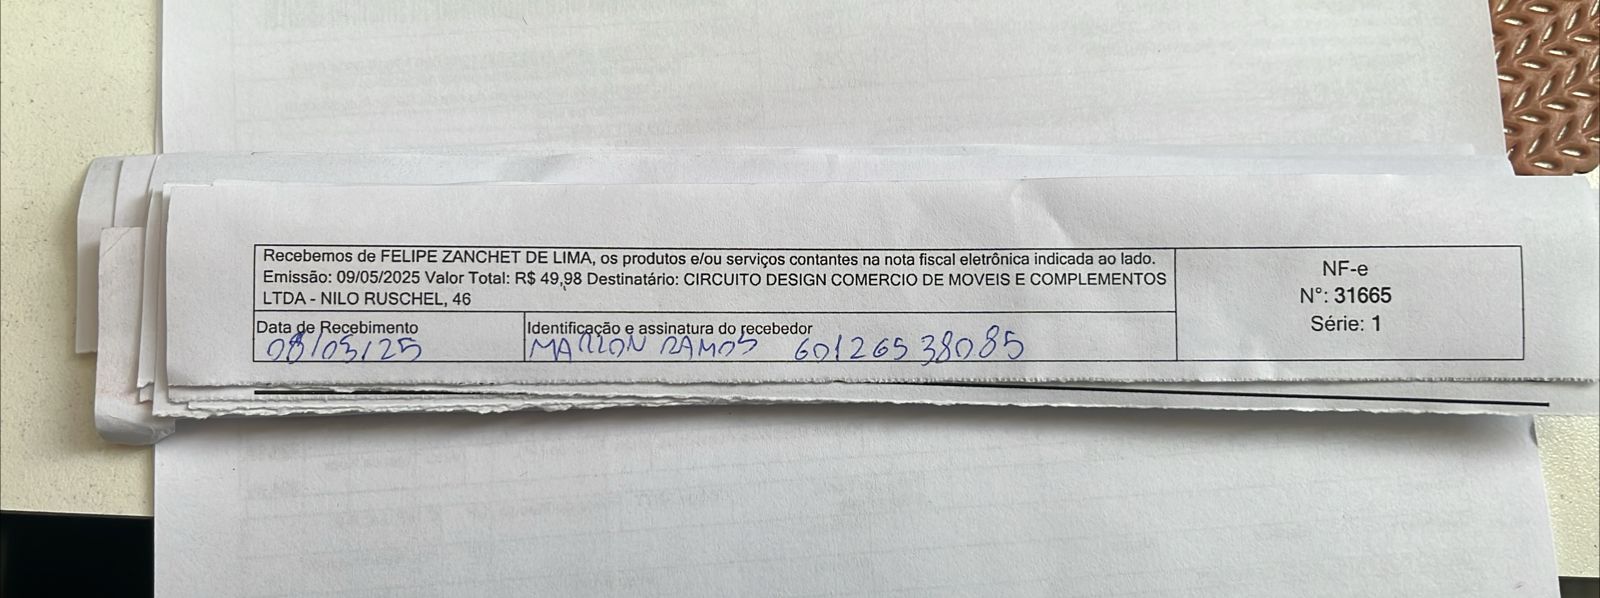 Recebemos de FELIPE ZANCHET DE LIMA, os produtos e/ou serviços contantes na nota fiscal eletrônica indicada ao lado.
Emissão: 09/05/2025 Valor Total: R$ 49,98 Destinatário: CIRCUITO DESIGN COMERCIO DE MOVEIS E COMPLEMENTOS
LTDA - NILO RUSCHEL, 46
NF-e
N°: 31665
Série: 1
Data de Recebimento
08/05/25
Identificação e assinatura do recebedor
MARLON RAMOS 60126538085